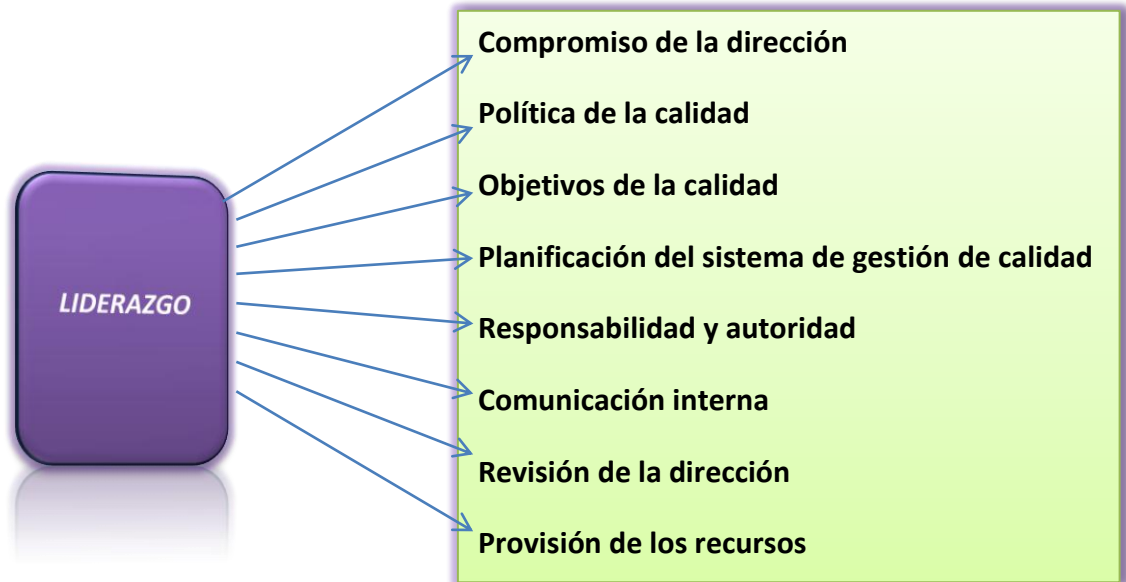 LIDERAZGO
Compromiso de la dirección
Política de la calidad
Objetivos de la calidad
Planificación del sistema de gestión de calidad
Responsabilidad y autoridad
Comunicación interna
Revisión de la dirección
Provisión de los recursos